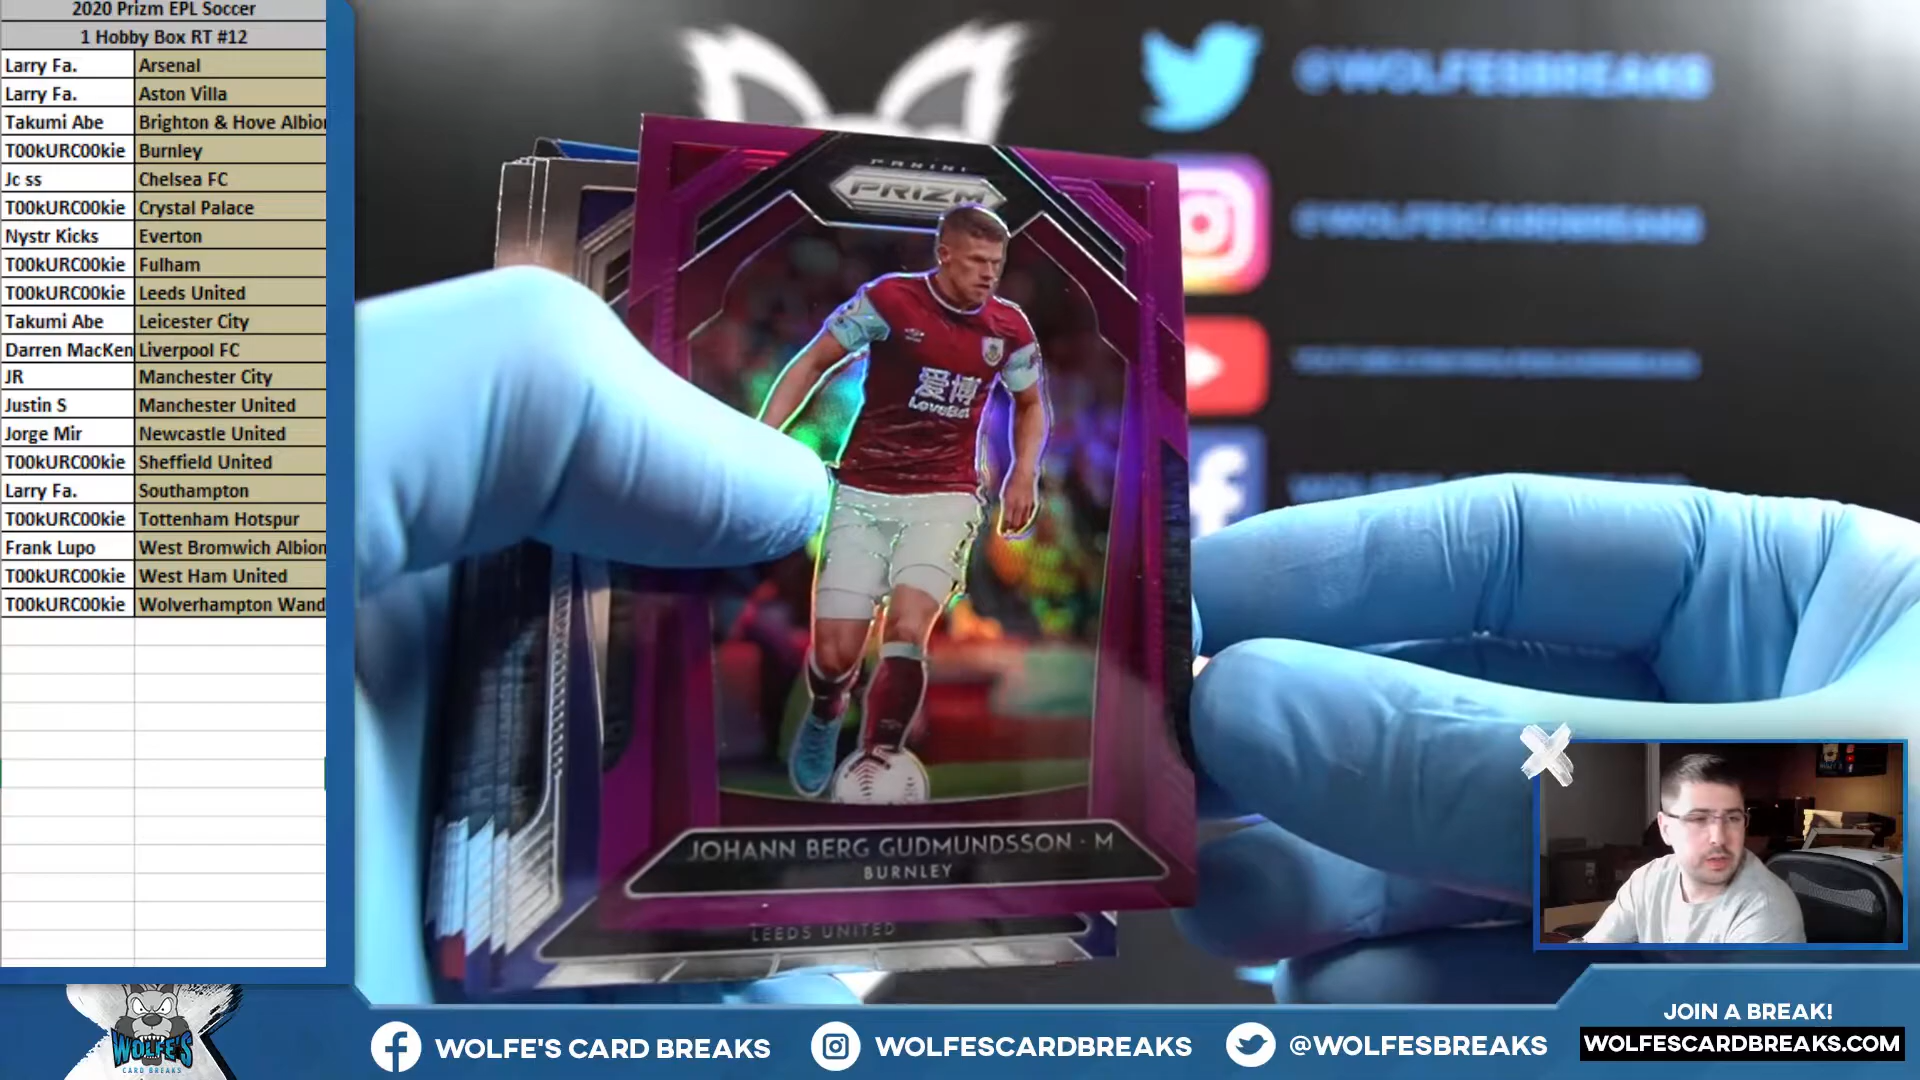 2020 Prizm EPL Soccer
1 Hobby Box RT #12
Larry Fa. Arsenal
Larry Fa. Aston Villa
Takumi Abe Brighton & Hove Albion
T00kURC00kie Burnley
Jc ss Chelsea FC
T00kURC00kie Crystal Palace
Nystr Kicks Everton
T00kURC00kie Fulham
T00kURC00kie Leeds United
Takumi Abe Leicester City
Darren MacKen Liverpool FC
JR Manchester City
Justin S Manchester United
Jorge Mir Newcastle United
T00kURC00kie Sheffield United
Larry Fa. Southampton
T00kURC00kie Tottenham Hotspur
Frank Lupo West Bromwich Albion
T00kURC00kie West Ham United
T00kURC00kie Wolverhampton Wand
@WOLFESBREAKS
@WOLFESCARDBREAKS
PANINI
PRIZM
爱博
LoveBet
JOHANN BERG GUDMUNDSSON · M
BURNLEY
LEEDS UNITED
WOLFE'S
CARD BREAKS
WOLFE'S CARD BREAKS
WOLFESCARDBREAKS
@WOLFESBREAKS
JOIN A BREAK!
WOLFESCARDBREAKS.COM